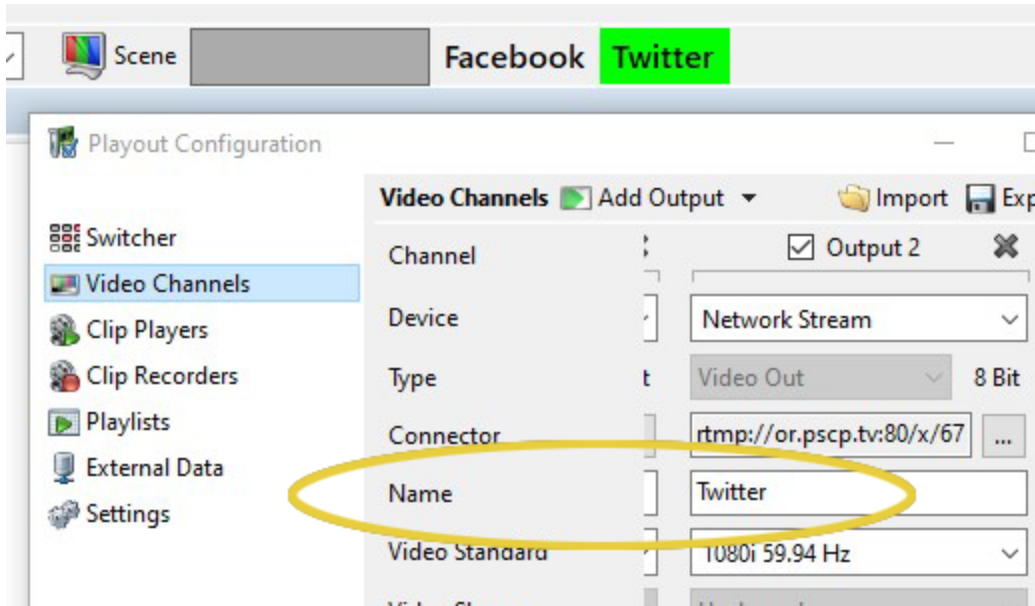 Scene Facebook Twitter
Playout Configuration
Video Channels Add Output Import Exp
Switcher
Video Channels
Clip Players
Clip Recorders
Playlists
External Data
Settings
Channel Output 2
Device Network Stream
Type t Video Out 8 Bit
Connector rtmp://or.pscp.tv:80/x/67 ...
Name Twitter
Video Standard 1080i 59.94 Hz